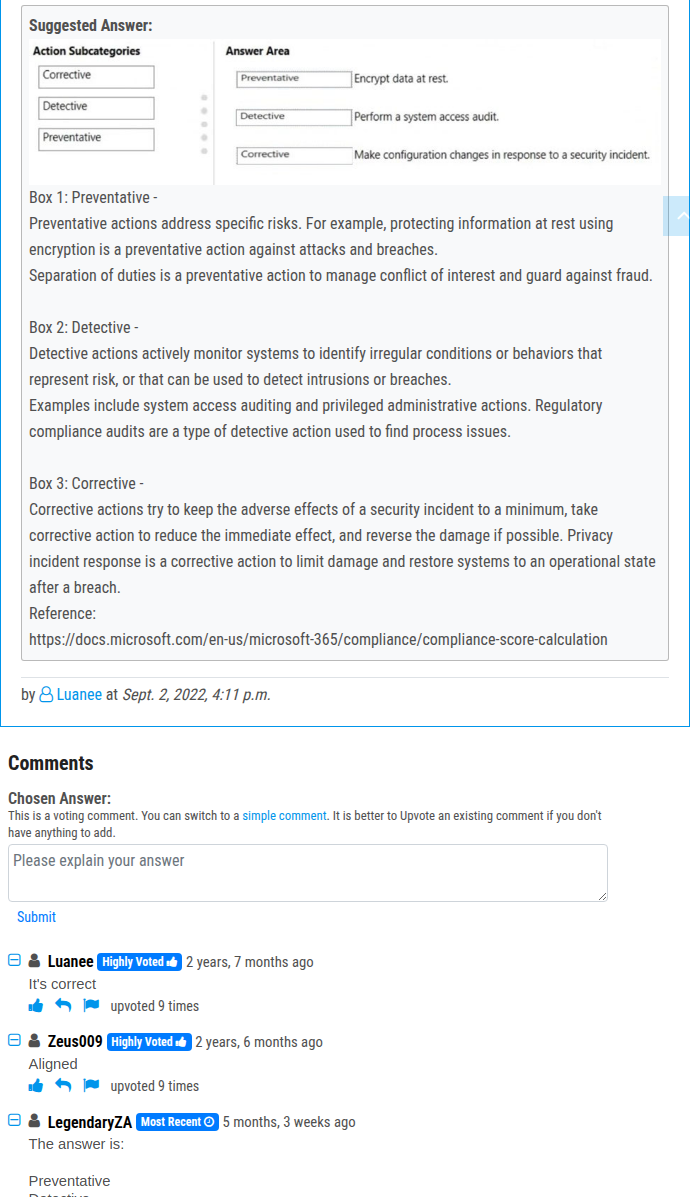 Suggested Answer:
Action Subcategories
Answer Area
Corrective
Preventative Encrypt data at rest.
Detective
Detective Perform a system access audit.
Preventative
Corrective Make configuration changes in response to a security incident.
Box 1: Preventative -
Preventative actions address specific risks. For example, protecting information at rest using
encryption is a preventative action against attacks and breaches.
Separation of duties is a preventative action to manage conflict of interest and guard against fraud.
Box 2: Detective -
Detective actions actively monitor systems to identify irregular conditions or behaviors that
represent risk, or that can be used to detect intrusions or breaches.
Examples include system access auditing and privileged administrative actions. Regulatory
compliance audits are a type of detective action used to find process issues.
Box 3: Corrective -
Corrective actions try to keep the adverse effects of a security incident to a minimum, take
corrective action to reduce the immediate effect, and reverse the damage if possible. Privacy
incident response is a corrective action to limit damage and restore systems to an operational state
after a breach.
Reference:
https://docs.microsoft.com/en-us/microsoft-365/compliance/compliance-score-calculation
by Luanee at Sept. 2, 2022, 4:11 p.m.
Comments
Chosen Answer:
This is a voting comment. You can switch to a simple comment. It is better to Upvote an existing comment if you don't
have anything to add.
Please explain your answer
Submit
Luanee Highly Voted 2 years, 7 months ago
It's correct
upvoted 9 times
Zeus009 Highly Voted 2 years, 6 months ago
Aligned
upvoted 9 times
LegendaryZA Most Recent 5 months, 3 weeks ago
The answer is:
Preventative